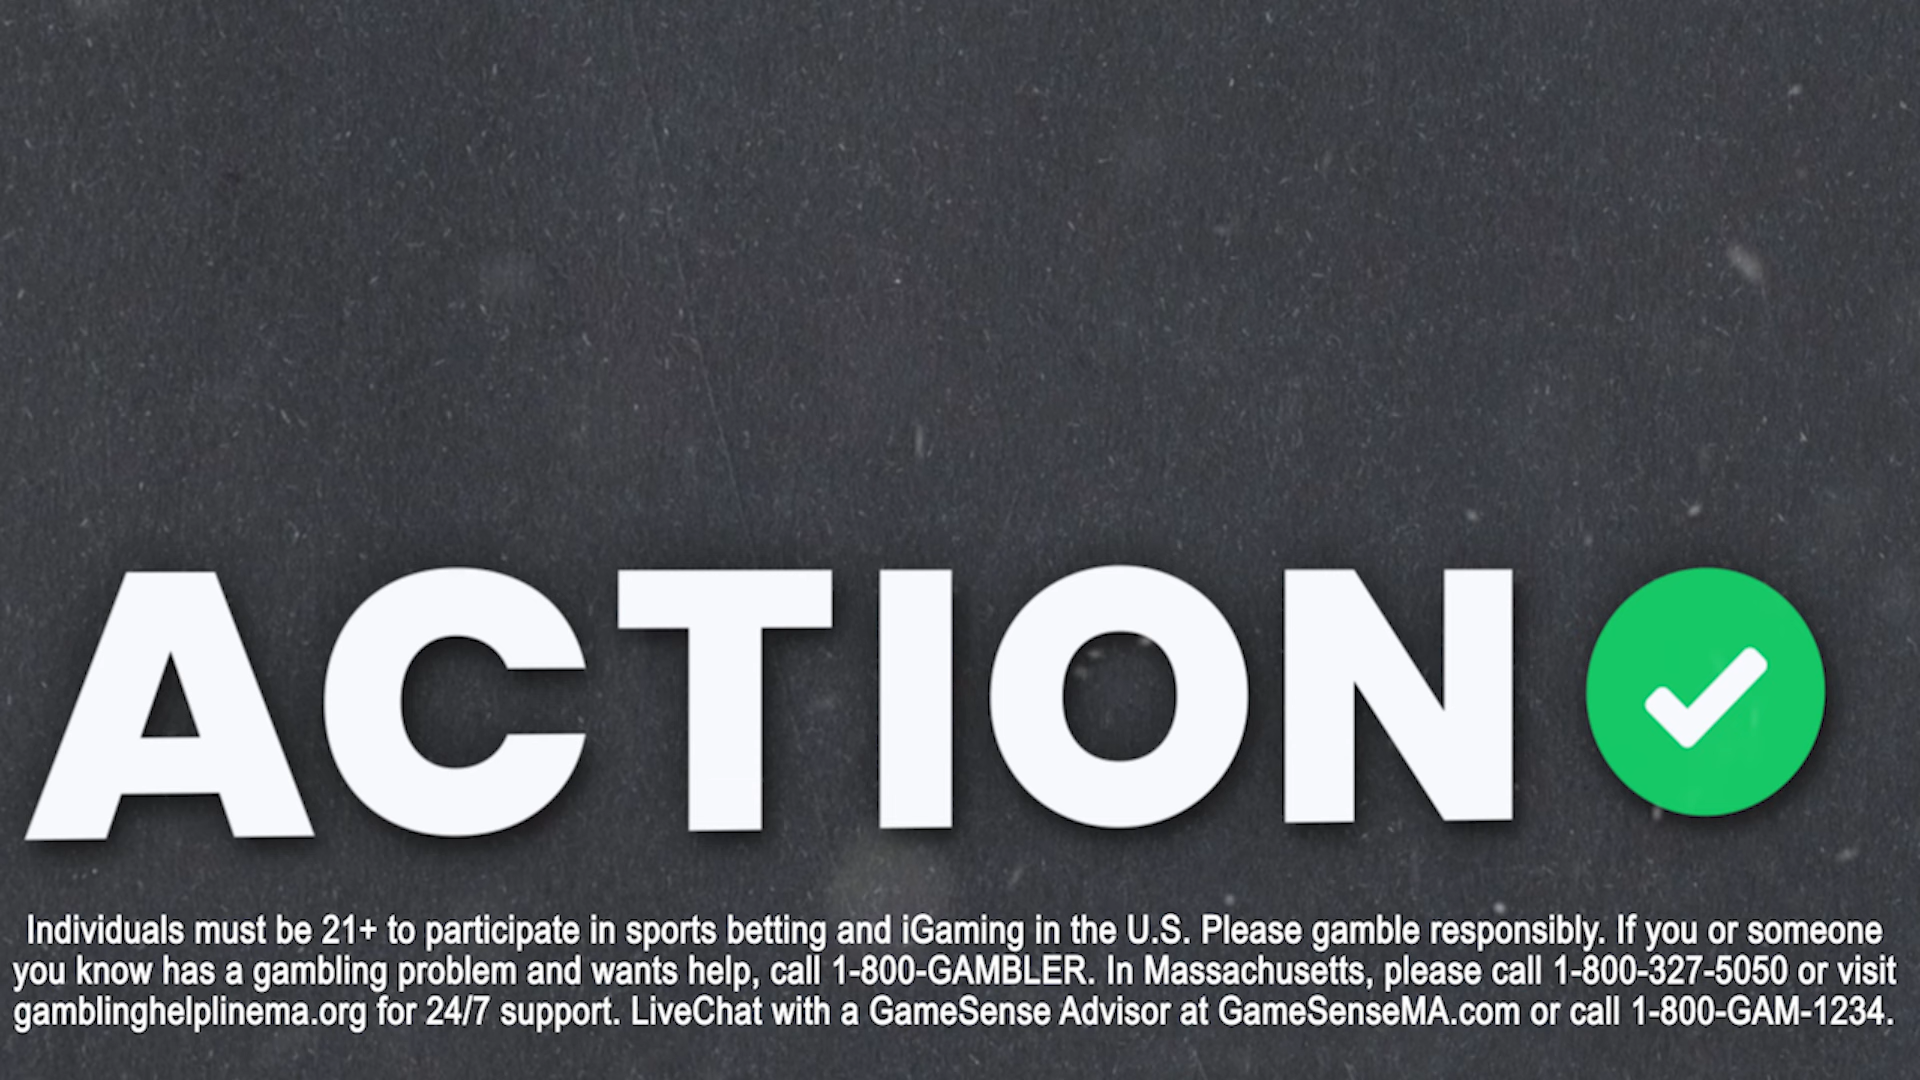 ACTION
Individuals must be 21+ to participate in sports betting and iGaming in the U.S. Please gamble responsibly. If you or someone
you know has a gambling problem and wants help, call 1-800-GAMBLER. In Massachusetts, please call 1-800-327-5050 or visit
gamblinghelplinema.org for 24/7 support. LiveChat with a GameSense Advisor at GameSenseMA.com or call 1-800-GAM-1234.